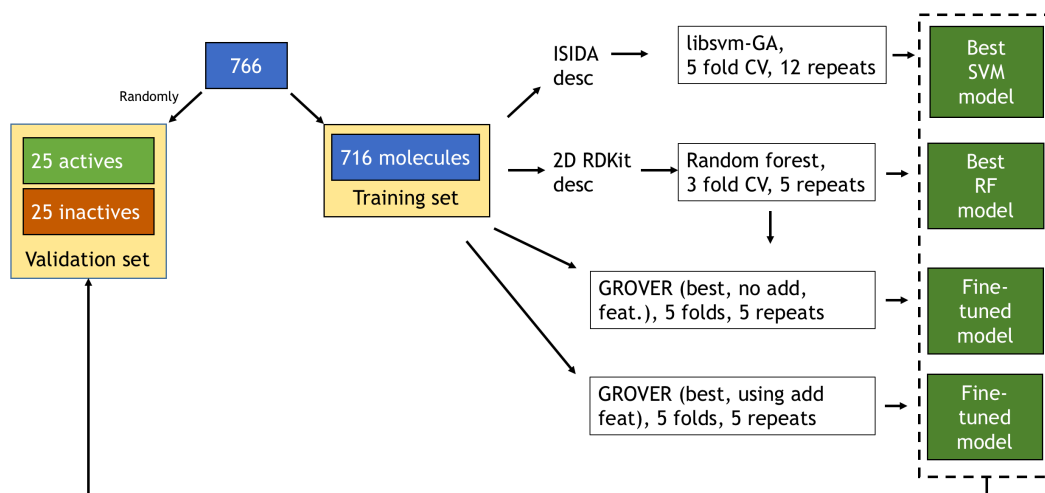 766
Randomly
25 actives
25 inactives
Validation set
716 molecules
Training set
ISIDA
desc
libsvm-GA,
5 fold CV, 12 repeats
Best
SVM
model
2D RDKit
desc
Random forest,
3 fold CV, 5 repeats
Best
RF
model
GROVER (best, no add,
feat.), 5 folds, 5 repeats
Fine-
tuned
model
GROVER (best, using add
feat), 5 folds, 5 repeats
Fine-
tuned
model